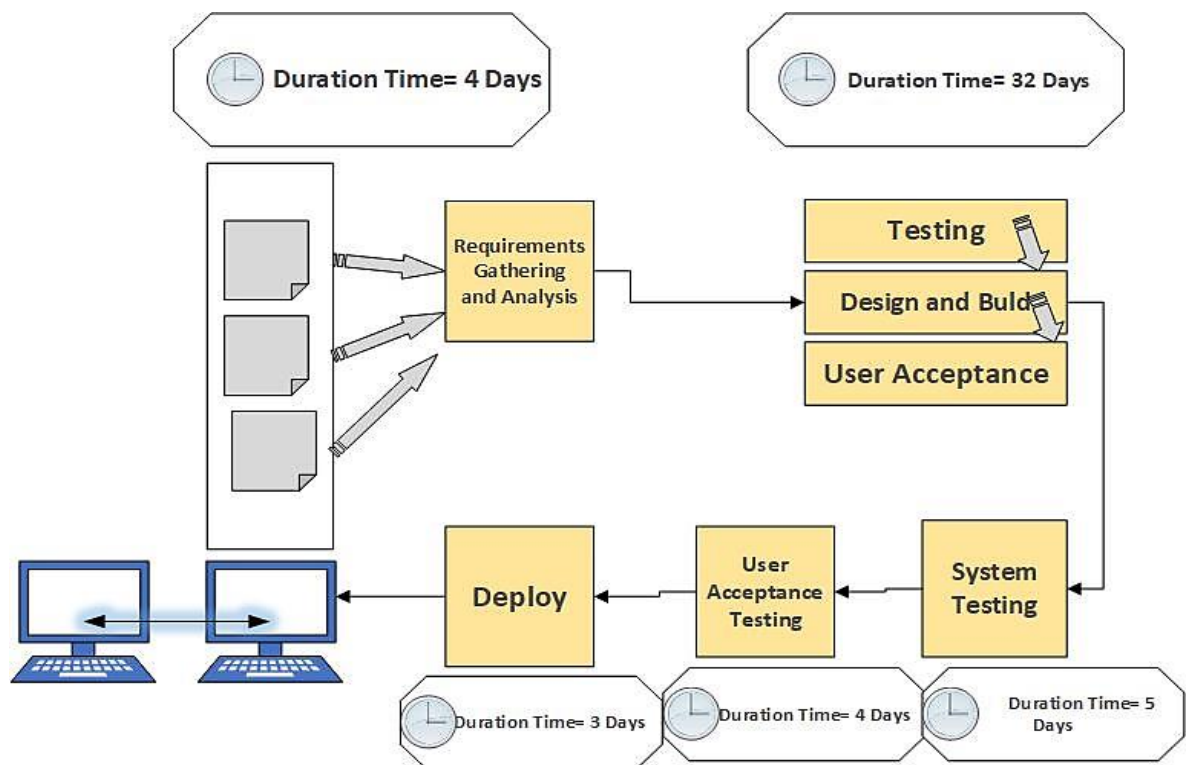 Duration Time= 4 Days
Duration Time= 32 Days
Requirements
Gathering
and Analysis
Testing
Design and Buld
User Acceptance
Deploy
User
Acceptance
Testing
System
Testing
Duration Time= 3 Days
Duration Time= 4 Days
Duration Time= 5
Days